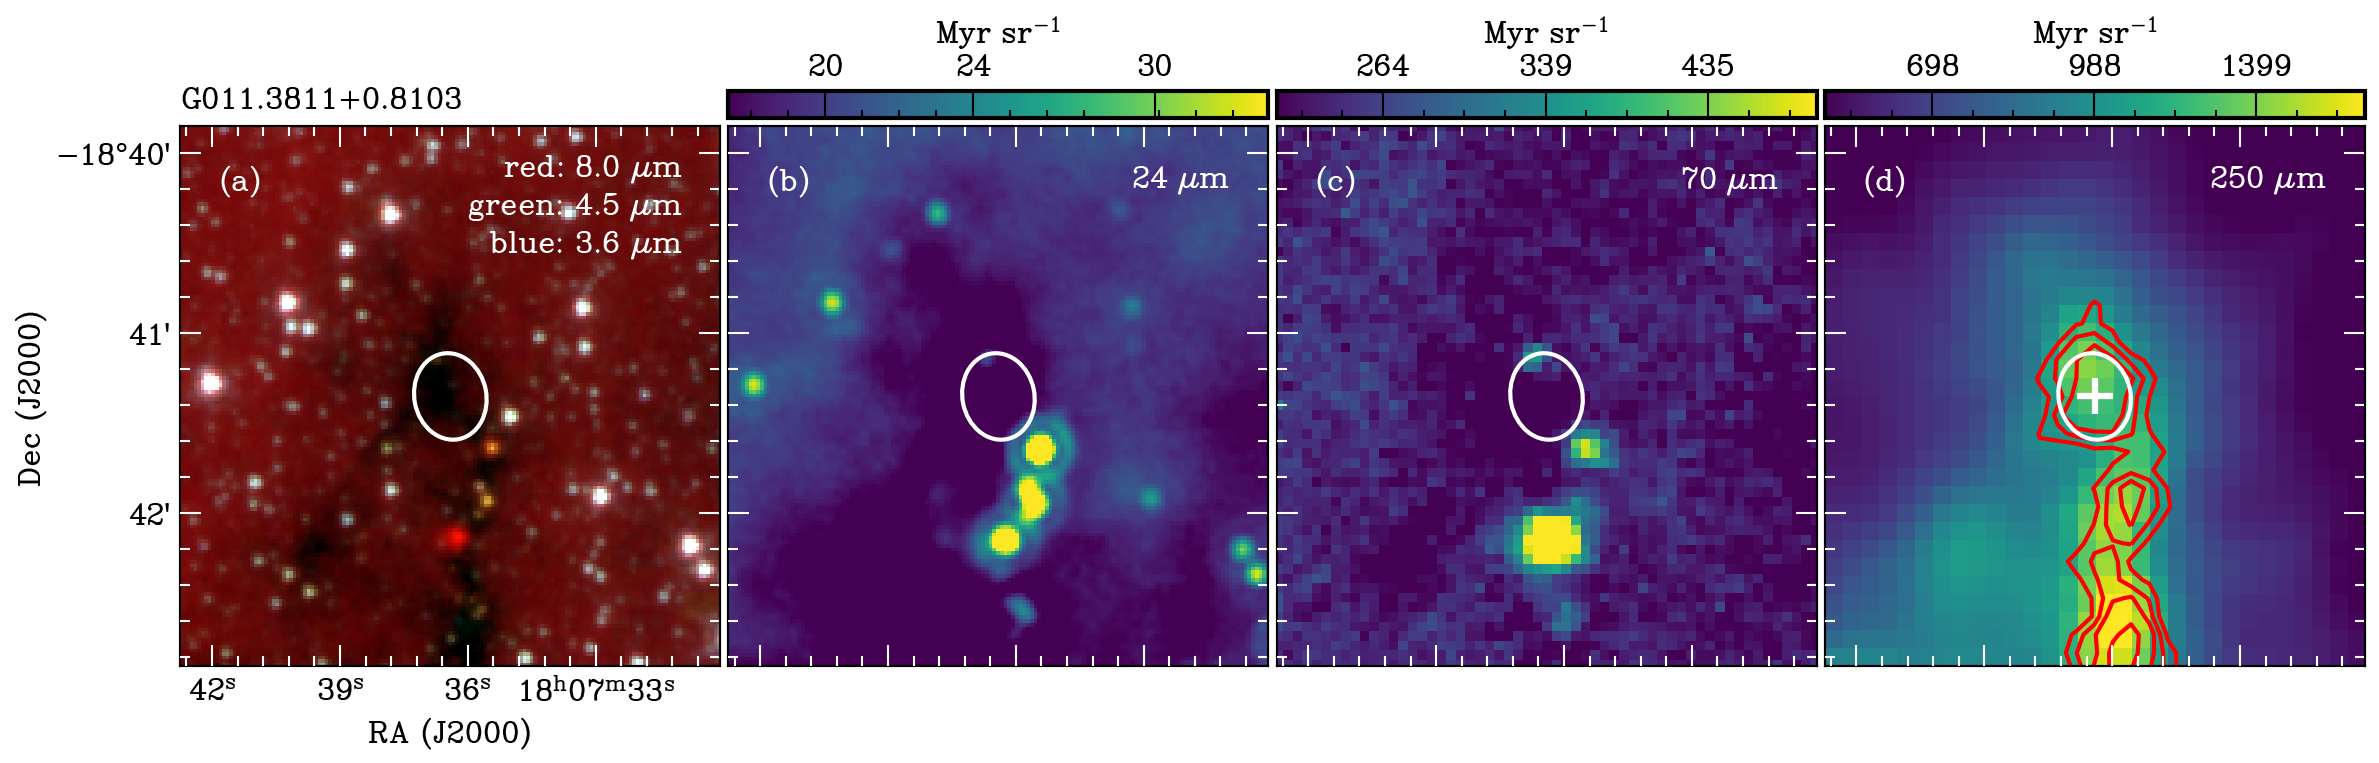 Myr sr⁻¹ Myr sr⁻¹ Myr sr⁻¹
20 24 30 264 339 435 698 988 1399
G011.3811+0.8103
(a) red: 8.0 μm
green: 4.5 μm
blue: 3.6 μm
(b) 24 μm
(c) 70 μm
(d) 250 μm
−18°40'
41'
42'
Dec (J2000)
42ˢ 39ˢ 36ˢ 18ʰ07ᵐ33ˢ
RA (J2000)